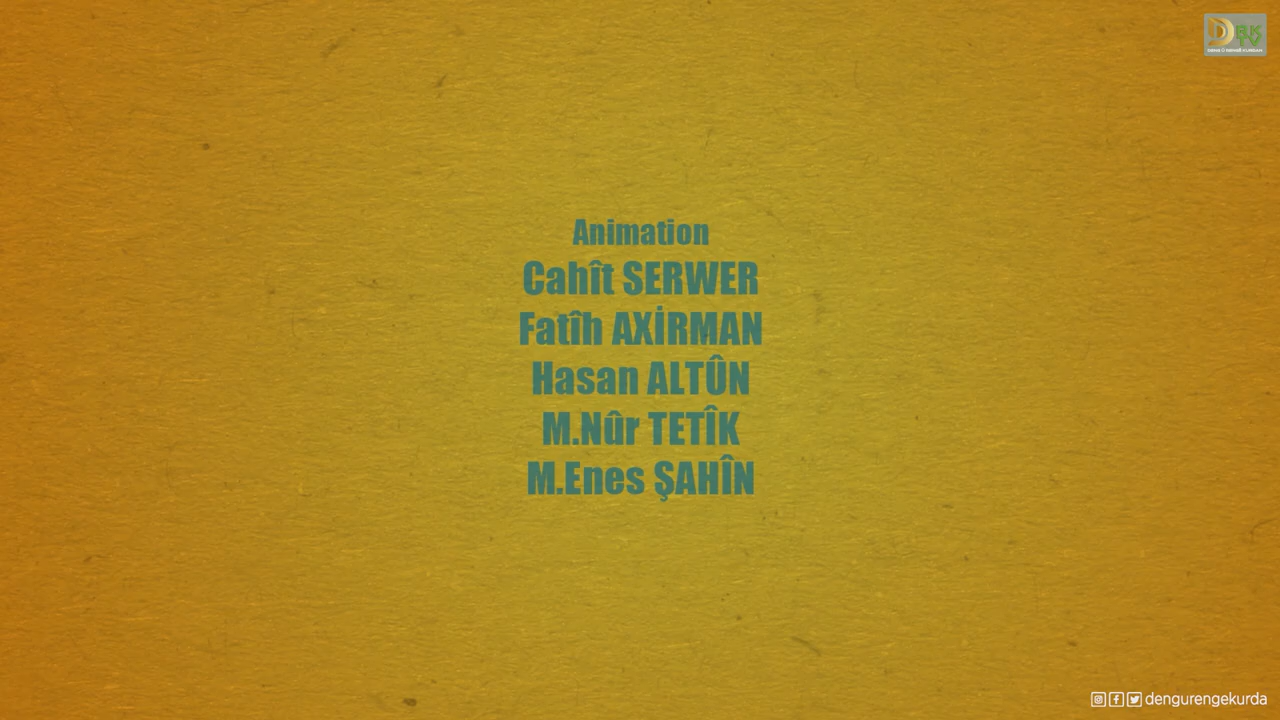 Animation
Cahît SERWER
Fatîh AXİRMAN
Hasan ALTÛN
M.Nûr TETÎK
M.Enes ŞAHÎN
dengurengekurda